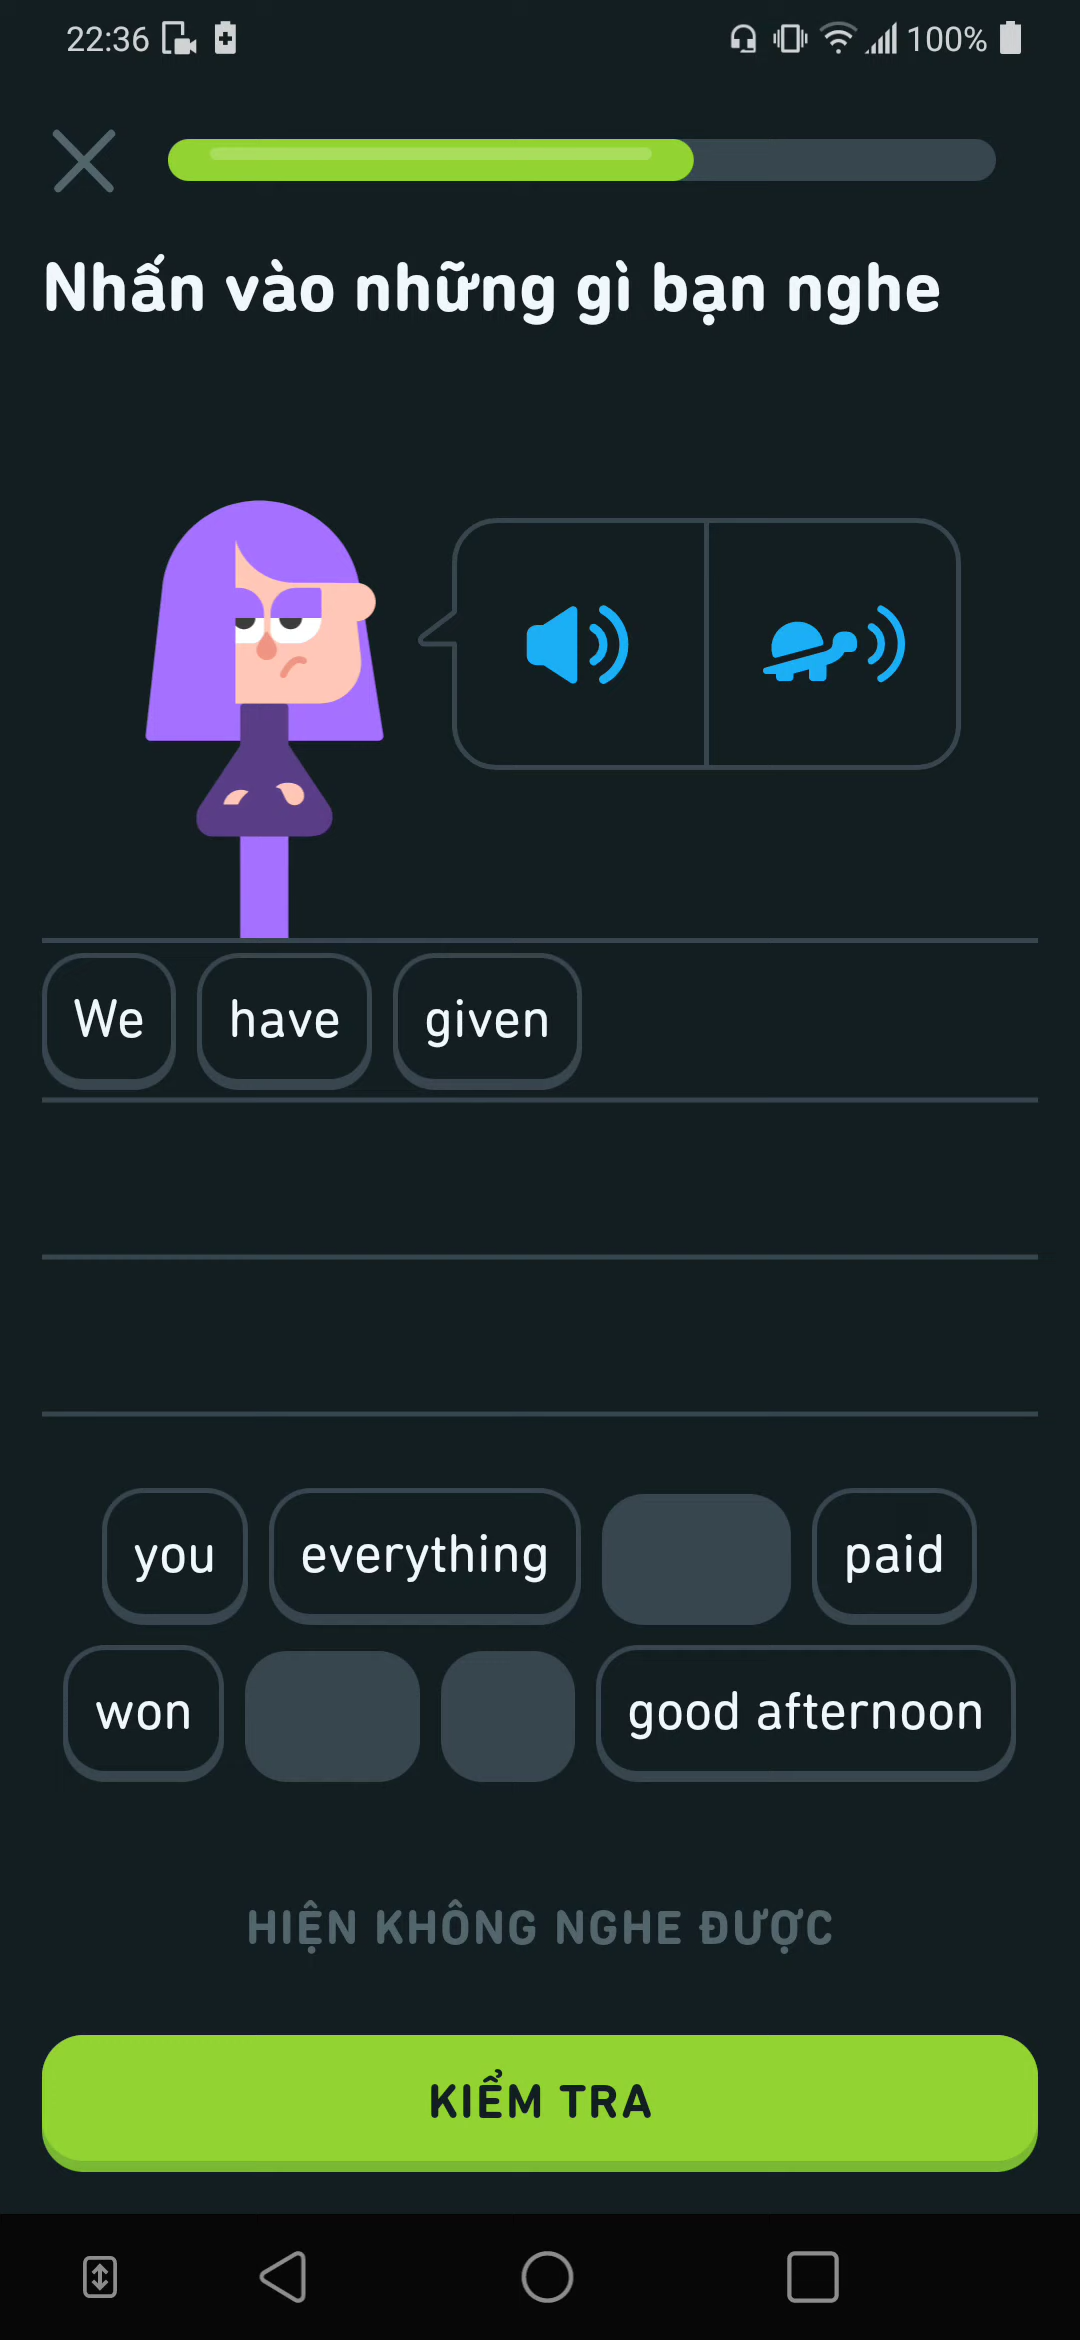 22:36 100%
Nhấn vào những gì bạn nghe
We have given
you everything paid
won good afternoon
HIỆN KHÔNG NGHE ĐƯỢC
KIỂM TRA